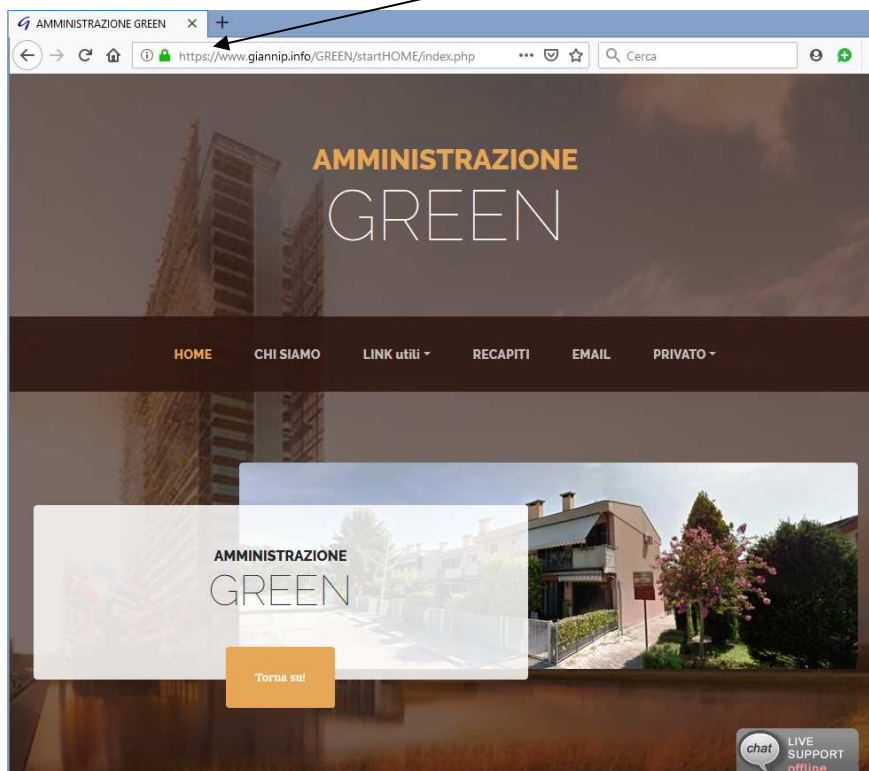 AMMINISTRAZIONE GREEN
https://www.giannip.info/GREEN/startHOME/index.php
Cerca
AMMINISTRAZIONE
GREEN
HOME CHI SIAMO LINK utili RECAPITI EMAIL PRIVATO
AMMINISTRAZIONE
GREEN
Torna su!
chat LIVE
SUPPORT
offline